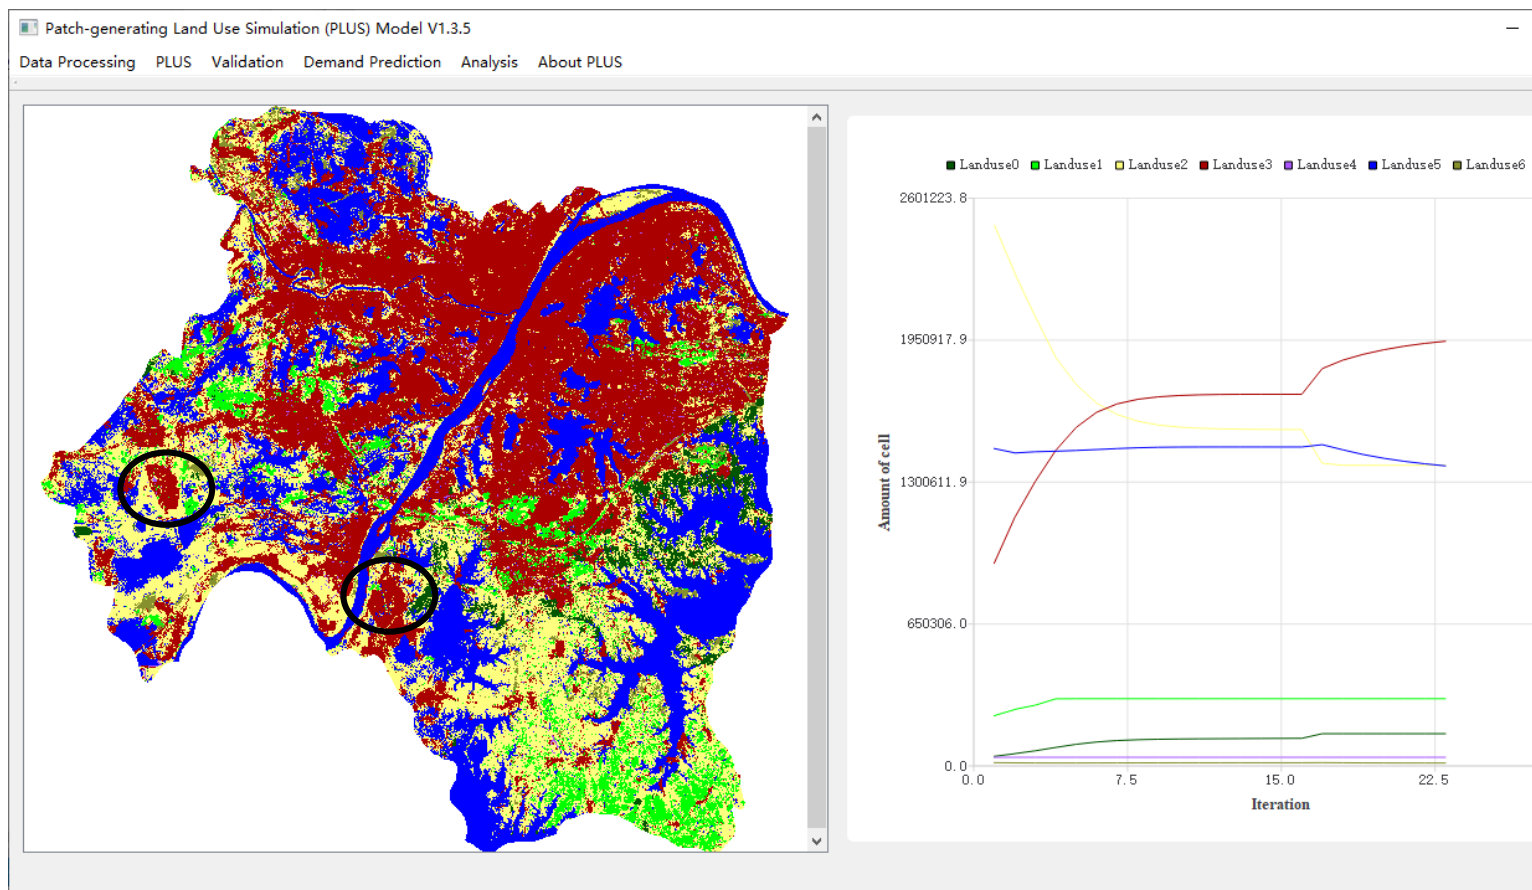 Patch-generating Land Use Simulation (PLUS) Model V1.3.5
Data Processing PLUS Validation Demand Prediction Analysis About PLUS
Landuse0 Landuse1 Landuse2 Landuse3 Landuse4 Landuse5 Landuse6
2601223.8
1950917.9
1300611.9
650306.0
0.0
Amount of cell
0.0 7.5 15.0 22.5
Iteration